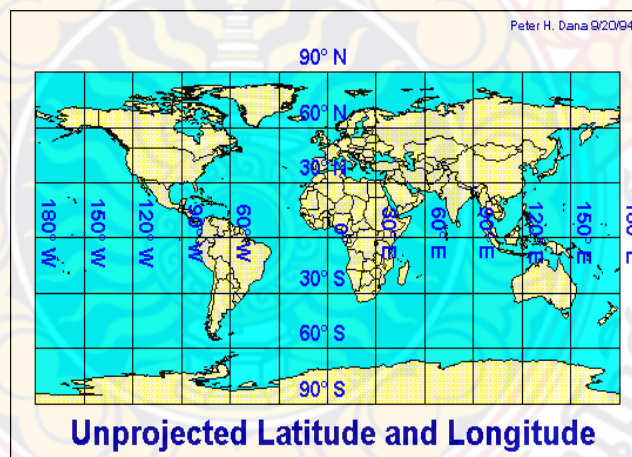 Peter H. Dana 9/20/94
90° N
60° N
30° N
180° W
150° W
120° W
90° W
60° W
0°
30° E
60° E
90° E
120° E
150° E
30° S
60° S
90° S
Unprojected Latitude and Longitude